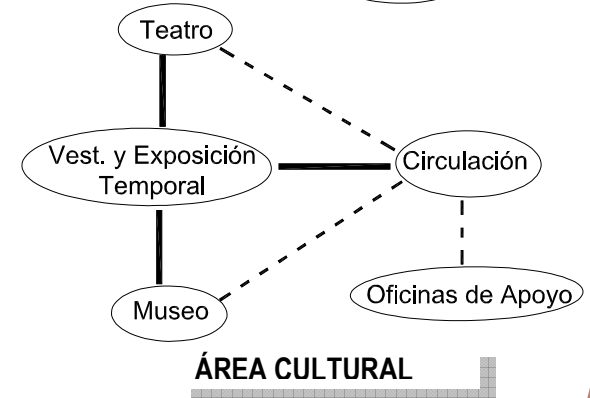 Teatro
Vest. y Exposición
Temporal
Circulación
Museo
Oficinas de Apoyo
ÁREA CULTURAL